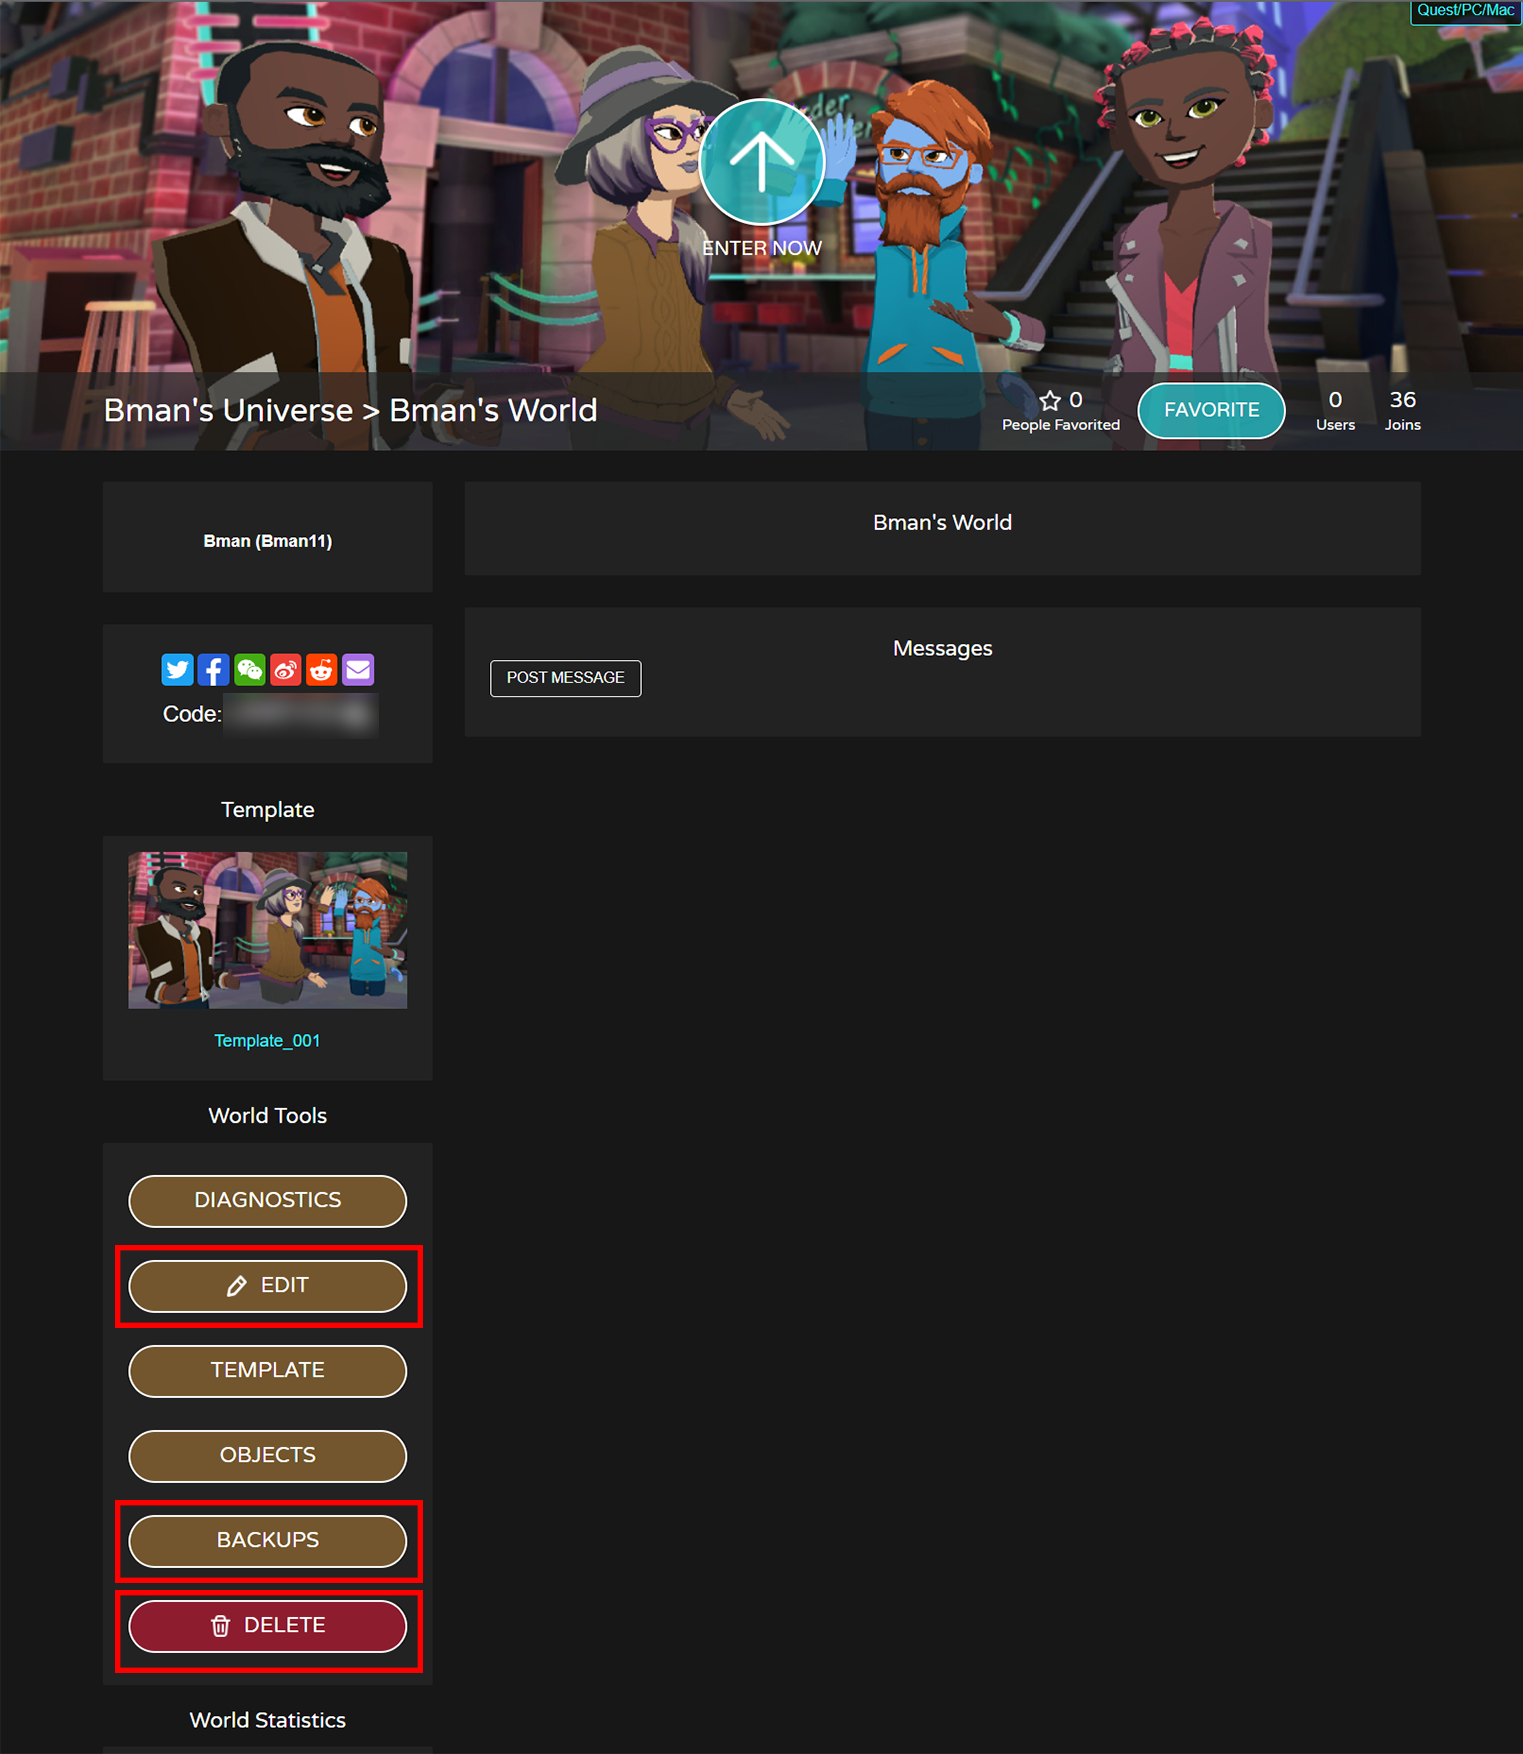 Quest/PC/Mac
ENTER NOW
Bman's Universe > Bman's World
0
People Favorited
FAVORITE
0
Users
36
Joins
Bman (Bman11)
Bman's World
Code:
Messages
POST MESSAGE
Template
Template_001
World Tools
DIAGNOSTICS
EDIT
TEMPLATE
OBJECTS
BACKUPS
DELETE
World Statistics